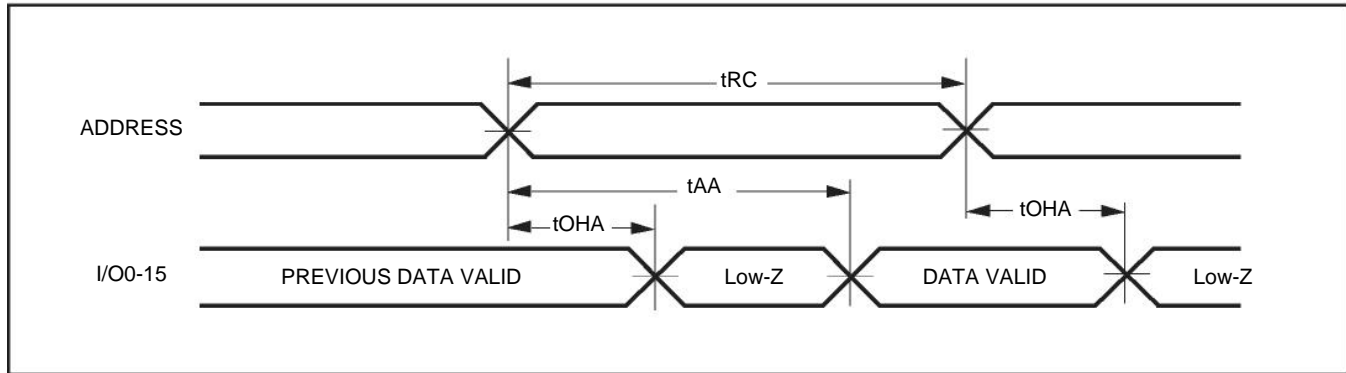 tRC
ADDRESS
tAA
tOHA
tOHA
I/O0-15
PREVIOUS DATA VALID
Low-Z
DATA VALID
Low-Z